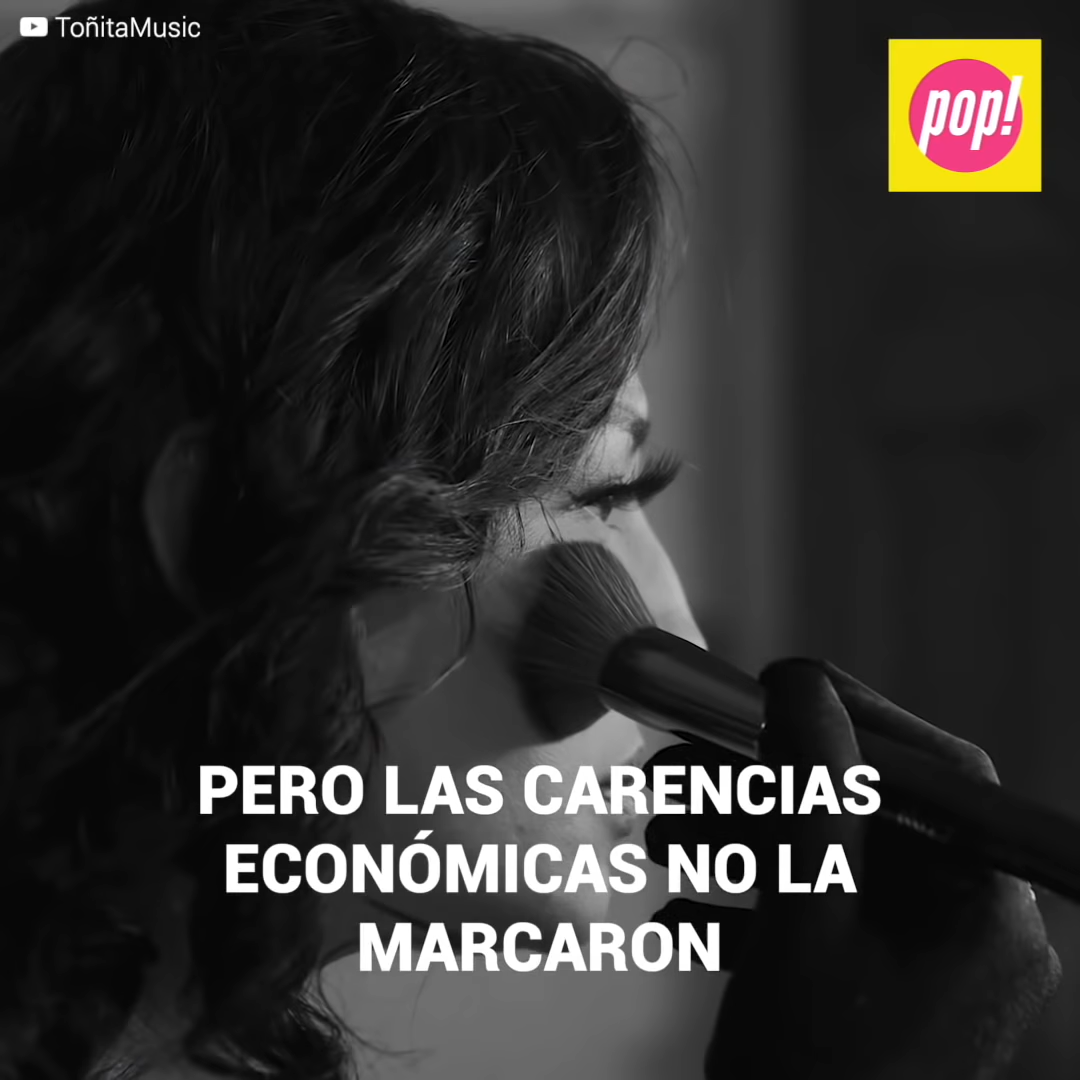 ToñitaMusic
pop!
PERO LAS CARENCIAS
ECONÓMICAS NO LA
MARCARON